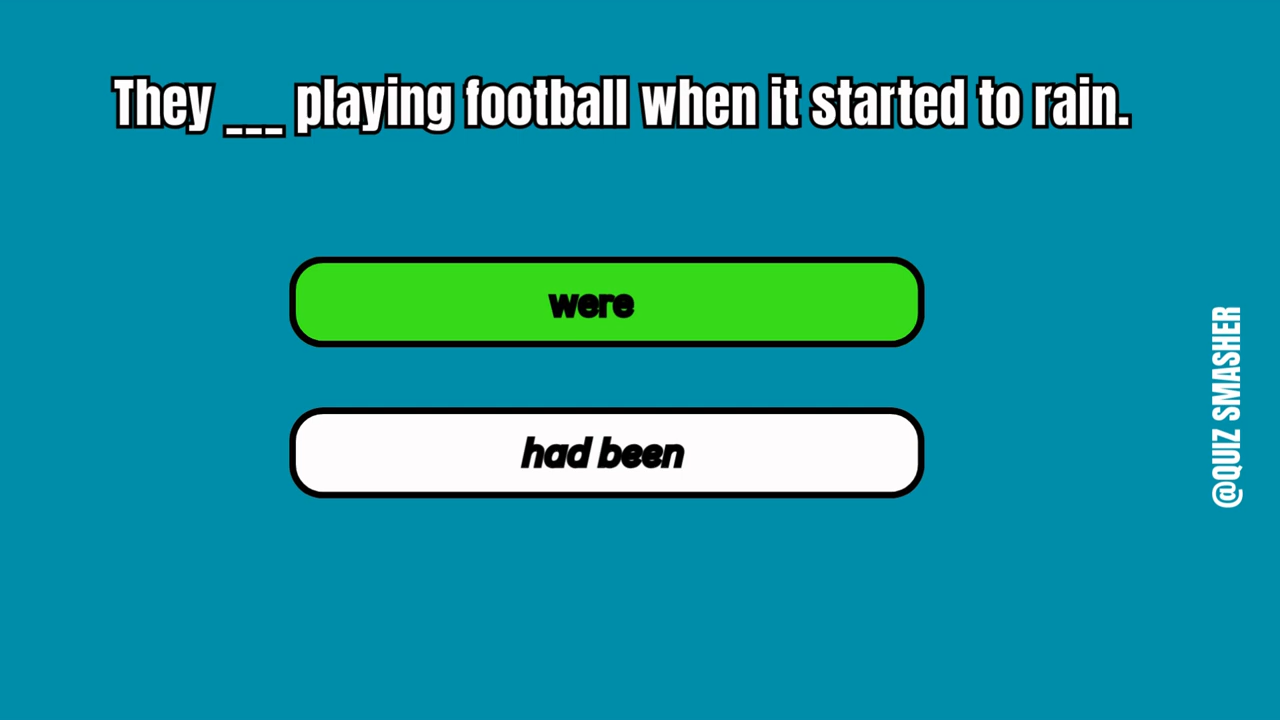 They ___ playing football when it started to rain.
were
had been
@QUIZ SMASHER